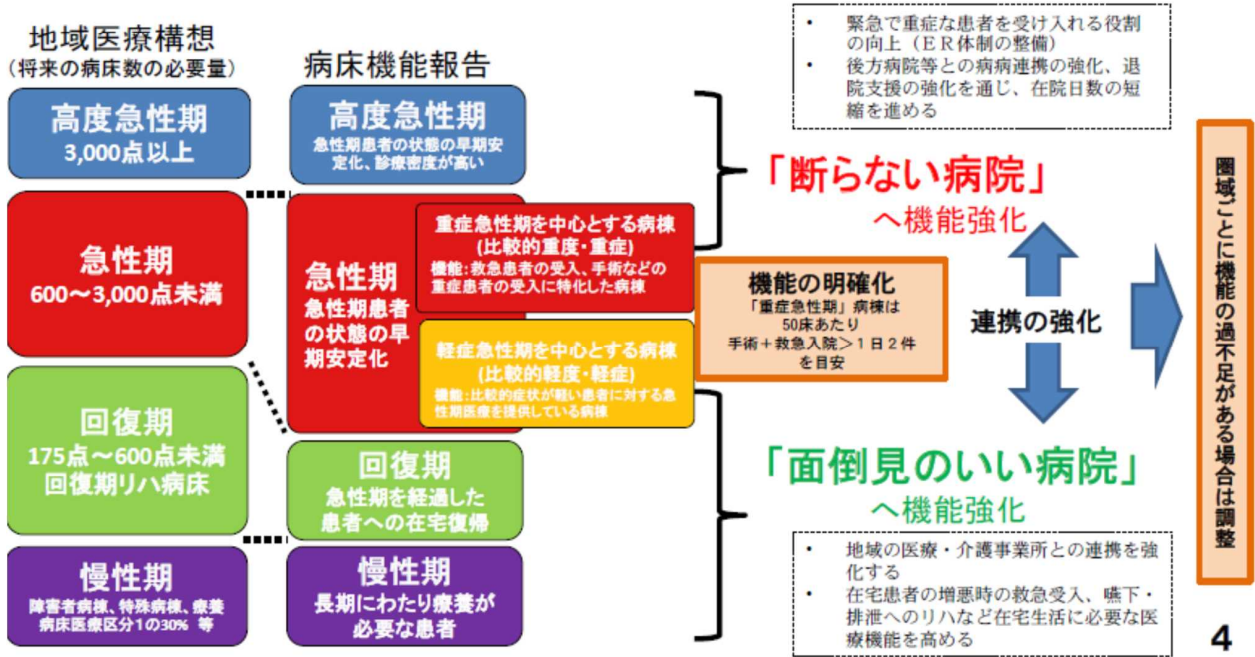 地域医療構想
(将来の病床数の必要量)
高度急性期
3,000点以上
急性期
600～3,000点未満
回復期
175点～600点未満
回復期リハ病床
慢性期
障害者病棟、特殊病棟、療養
病床医療区分1の30% 等
病床機能報告
高度急性期
急性期患者の状態の早期安
定化、診療密度が高い
急性期
急性期患者
の状態の早
期安定化
重症急性期を中心とする病棟
(比較的重度・重症)
機能：救急患者の受入、手術などの
重症患者の受入に特化した病棟
軽症急性期を中心とする病棟
(比較的軽度・軽症)
機能：比較的症状が軽い患者に対する急
性期医療を提供している病棟
回復期
急性期を経過した
患者への在宅復帰
慢性期
長期にわたり療養が
必要な患者
• 緊急で重症な患者を受け入れる役割
の向上（ＥＲ体制の整備）
• 後方病院等との病病連携の強化、退
院支援の強化を通じ、在院日数の短
縮を進める
「断らない病院」
へ機能強化
機能の明確化
「重症急性期」病棟は
50床あたり
手術＋救急入院＞１日２件
を目安
連携の強化
「面倒見のいい病院」
へ機能強化
• 地域の医療・介護事業所との連携を強
化する
• 在宅患者の増悪時の救急受入、嚥下・
排泄へのリハなど在宅生活に必要な医
療機能を高める
圏域ごとに機能の過不足がある場合は調整
4